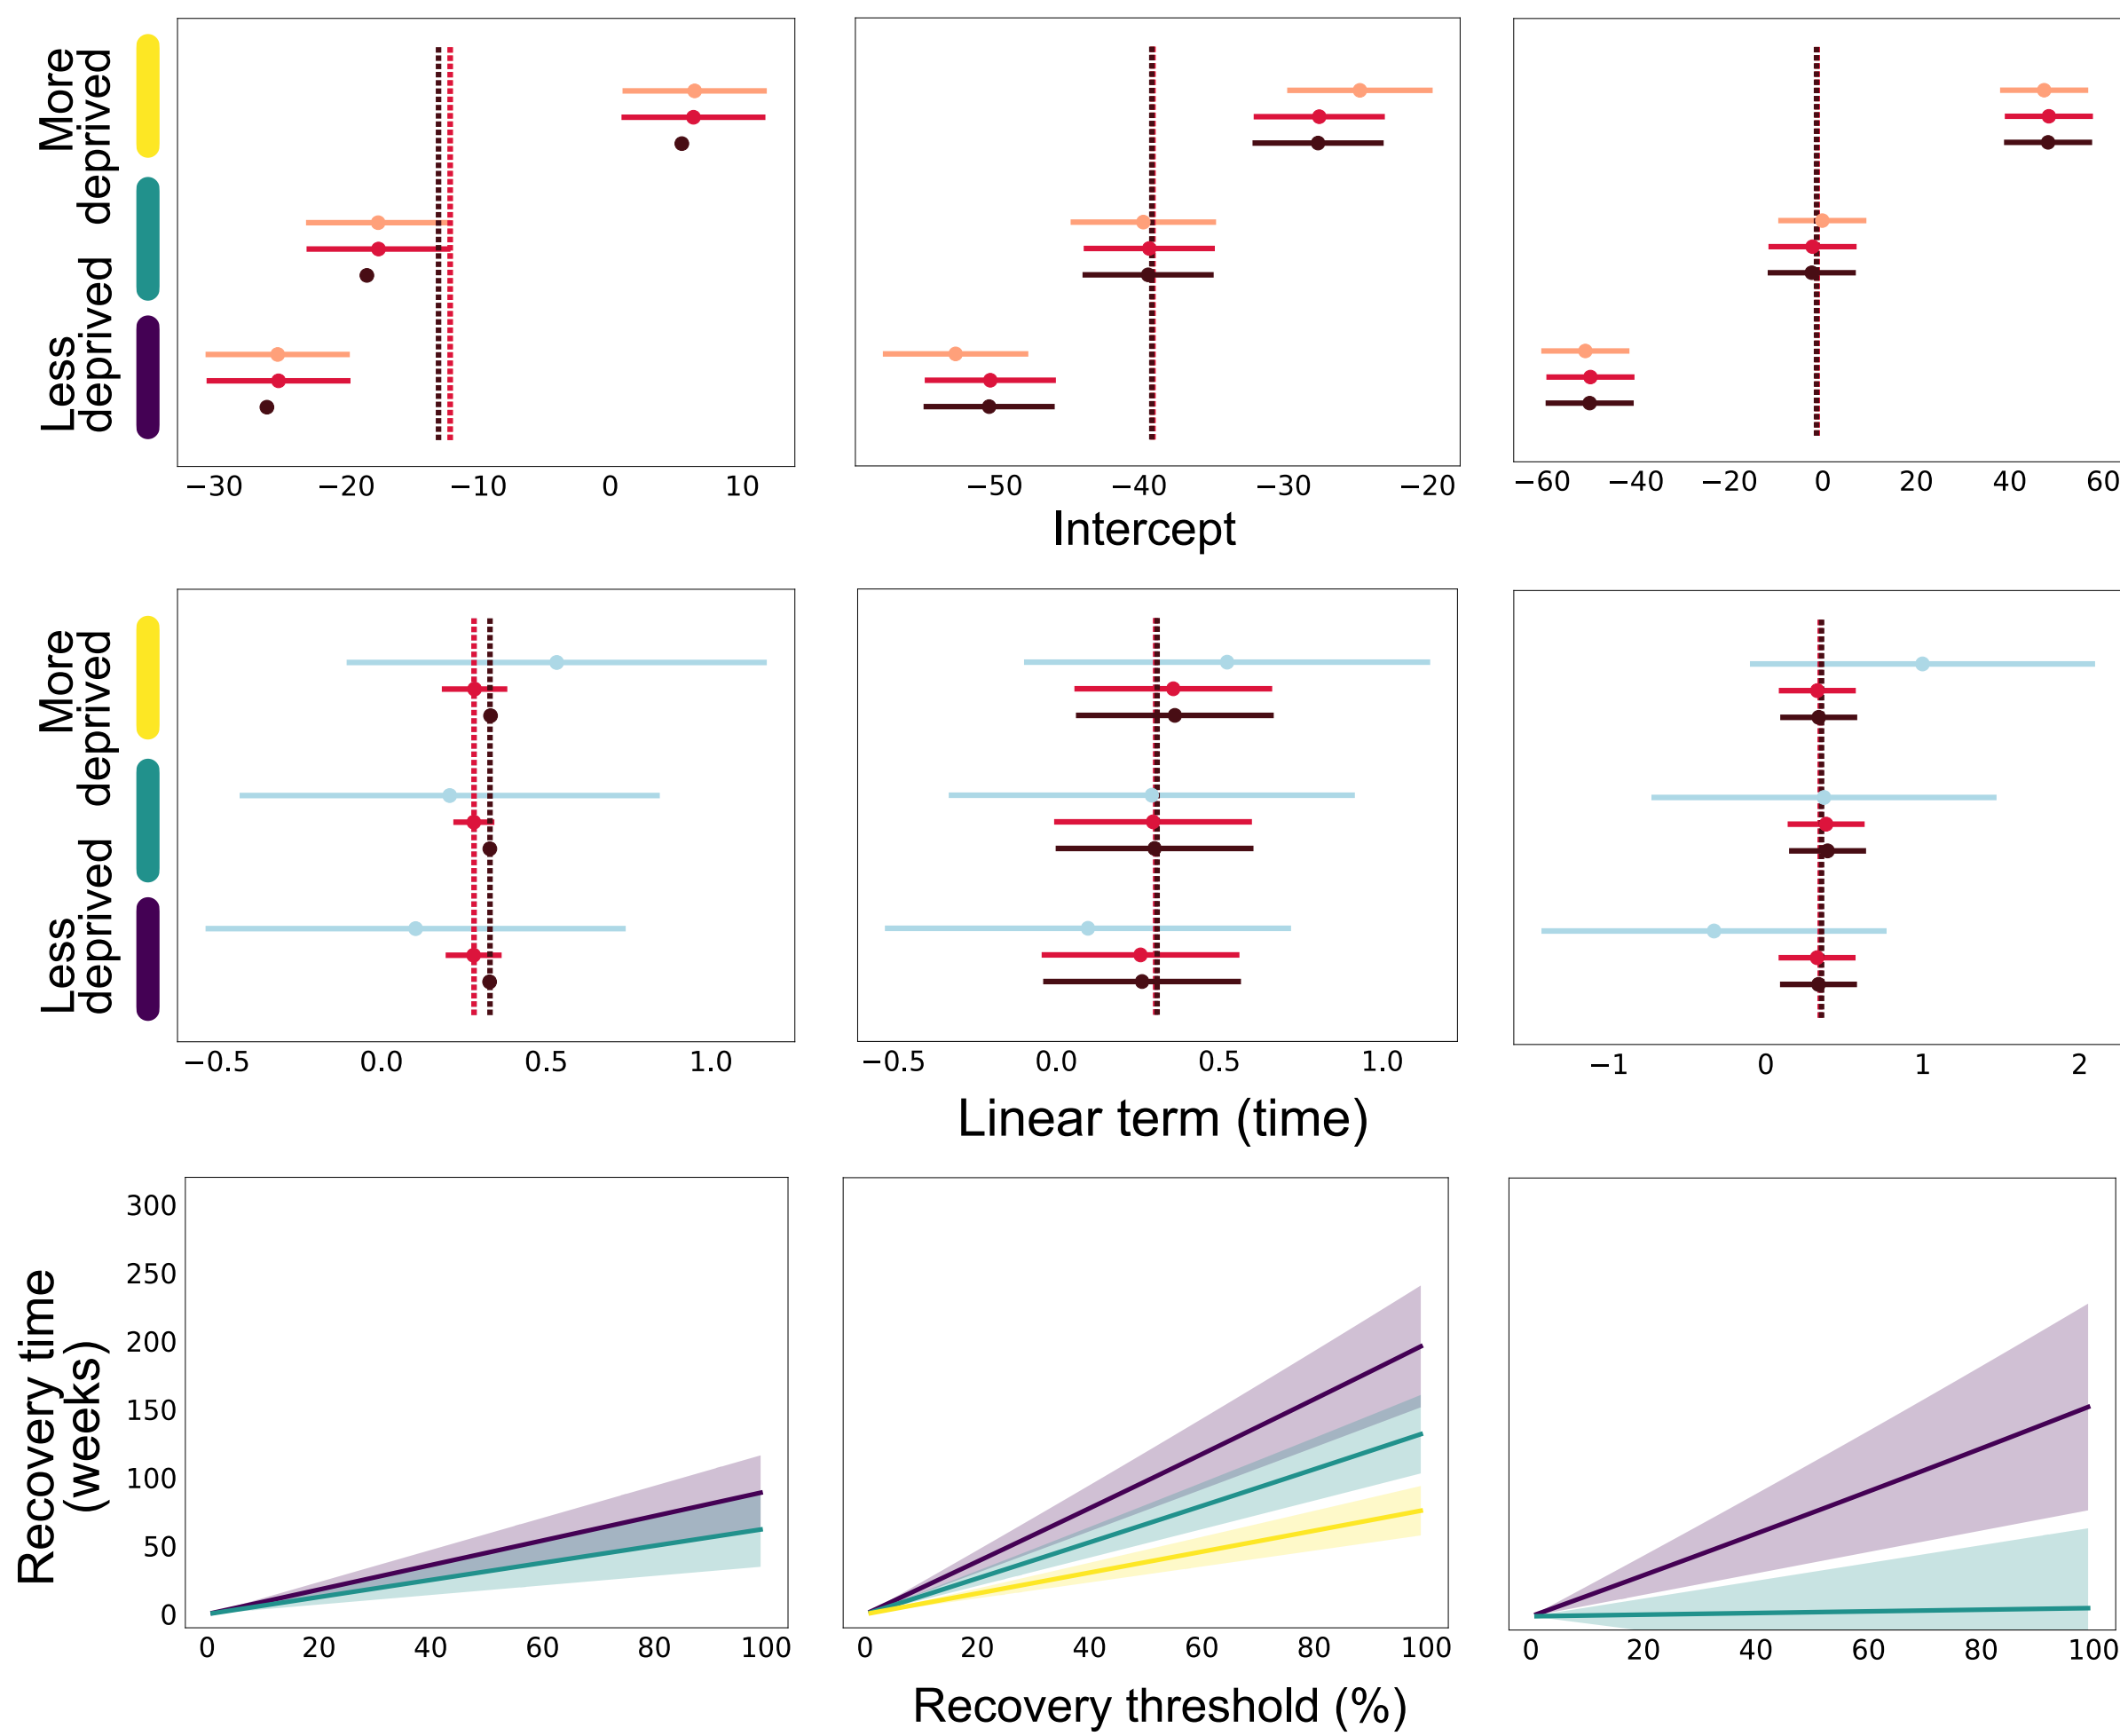 More
deprived
Less
deprived
−30 −20 −10 0 10
−50 −40 −30 −20
−60 −40 −20 0 20 40 60
Intercept
More
deprived
Less
deprived
−0.5 0.0 0.5 1.0
−0.5 0.0 0.5 1.0
−1 0 1 2
Linear term (time)
Recovery time
(weeks)
300
250
200
150
100
50
0
0 20 40 60 80 100
0 20 40 60 80 100
0 20 40 60 80 100
Recovery threshold (%)